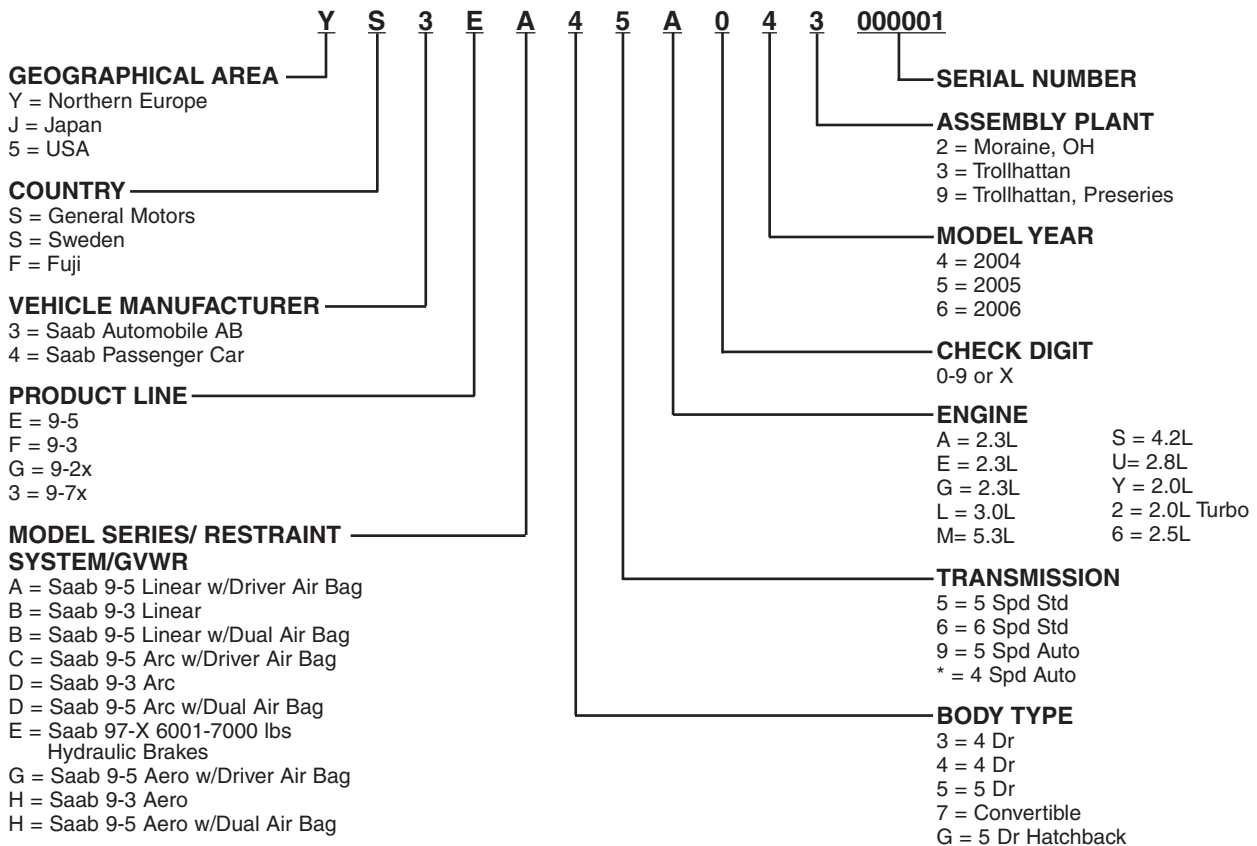 Y S 3 E A 4 5 A 0 4 3 000001
GEOGRAPHICAL AREA
Y = Northern Europe
J = Japan
5 = USA
COUNTRY
S = General Motors
S = Sweden
F = Fuji
VEHICLE MANUFACTURER
3 = Saab Automobile AB
4 = Saab Passenger Car
PRODUCT LINE
E = 9-5
F = 9-3
G = 9-2x
3 = 9-7x
MODEL SERIES/ RESTRAINT
SYSTEM/GVWR
A = Saab 9-5 Linear w/Driver Air Bag
B = Saab 9-3 Linear
B = Saab 9-5 Linear w/Dual Air Bag
C = Saab 9-5 Arc w/Driver Air Bag
D = Saab 9-3 Arc
D = Saab 9-5 Arc w/Dual Air Bag
E = Saab 97-X 6001-7000 lbs
Hydraulic Brakes
G = Saab 9-5 Aero w/Driver Air Bag
H = Saab 9-3 Aero
H = Saab 9-5 Aero w/Dual Air Bag
SERIAL NUMBER
ASSEMBLY PLANT
2 = Moraine, OH
3 = Trollhattan
9 = Trollhattan, Preseries
MODEL YEAR
4 = 2004
5 = 2005
6 = 2006
CHECK DIGIT
0-9 or X
ENGINE
A = 2.3L
E = 2.3L
G = 2.3L
L = 3.0L
M= 5.3L
S = 4.2L
U= 2.8L
Y = 2.0L
2 = 2.0L Turbo
6 = 2.5L
TRANSMISSION
5 = 5 Spd Std
6 = 6 Spd Std
9 = 5 Spd Auto
* = 4 Spd Auto
BODY TYPE
3 = 4 Dr
4 = 4 Dr
5 = 5 Dr
7 = Convertible
G = 5 Dr Hatchback